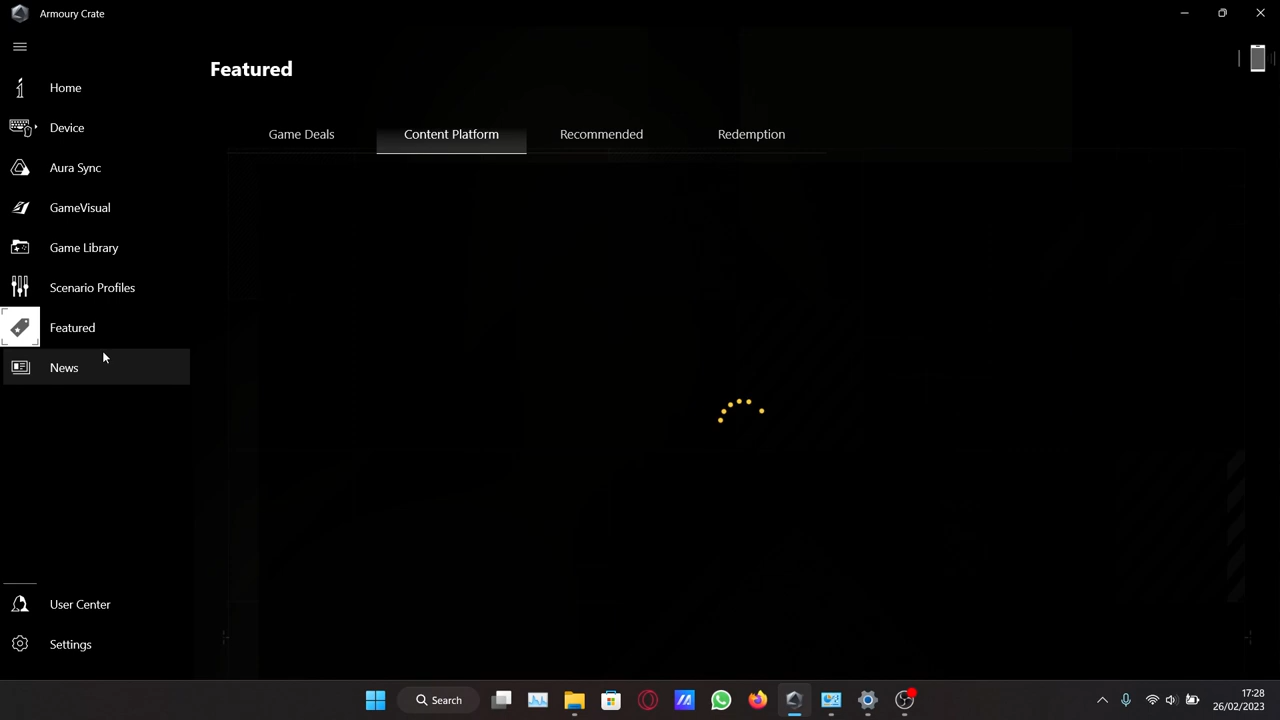 Armoury Crate
Featured
Home
Game Deals
Content Platform
Recommended
Redemption
Device
Aura Sync
GameVisual
Game Library
Scenario Profiles
Featured
News
User Center
Settings
Search
17:28
26/02/2023